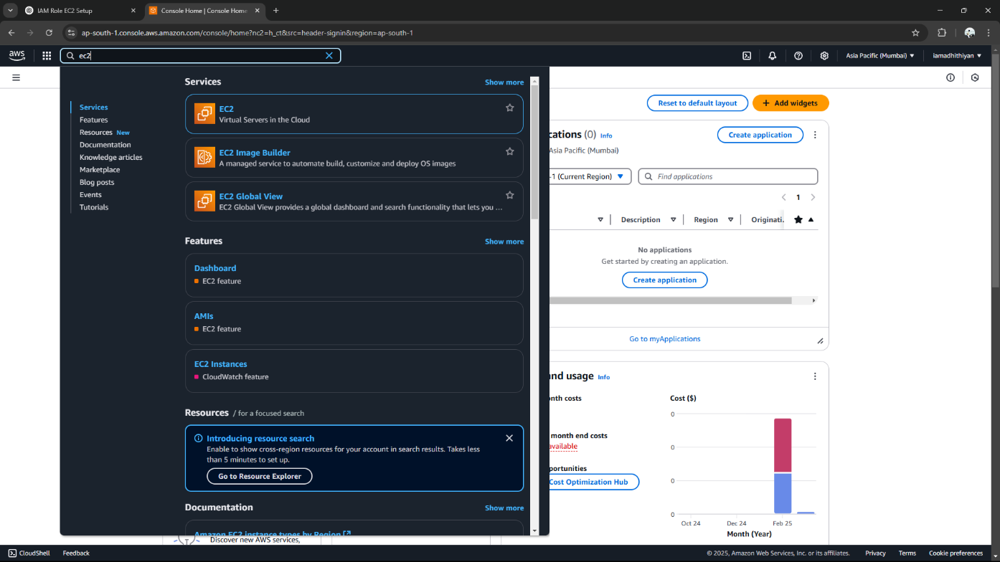 IAM Role EC2 Setup
Console Home | Console Home
ap-south-1.console.aws.amazon.com/console/home?nc2=h_ct&src=header-signin&region=ap-south-1
aws
ec2
Asia Pacific (Mumbai)
iamadhithiyan
Services
Features
Resources New
Documentation
Knowledge articles
Marketplace
Blog posts
Events
Tutorials
Services
Show more
EC2
Virtual Servers in the Cloud
EC2 Image Builder
A managed service to automate build, customize and deploy OS images
EC2 Global View
EC2 Global View provides a global dashboard and search functionality that lets you ...
Features
Show more
Dashboard
EC2 feature
AMIs
EC2 feature
EC2 Instances
CloudWatch feature
Resources / for a focused search
Introducing resource search
Enable to show cross-region resources for your account in search results. Takes less
than 5 minutes to set up.
Go to Resource Explorer
Documentation
Show more
Amazon EC2 instance types by Region
Discover new AWS services,
Reset to default layout
+ Add widgets
cations (0) Info
Create application
Asia Pacific (Mumbai)
-1 (Current Region)
Find applications
1
Description
Region
Originati.
No applications
Get started by creating an application.
Create application
Go to myApplications
and usage Info
onth costs
month end costs
available
portunities
Cost Optimization Hub
Cost ($)
0
0
0
0
Oct 24
Dec 24
Feb 25
Month (Year)
CloudShell
Feedback
© 2025, Amazon Web Services, Inc. or its affiliates.
Privacy
Terms
Cookie preferences